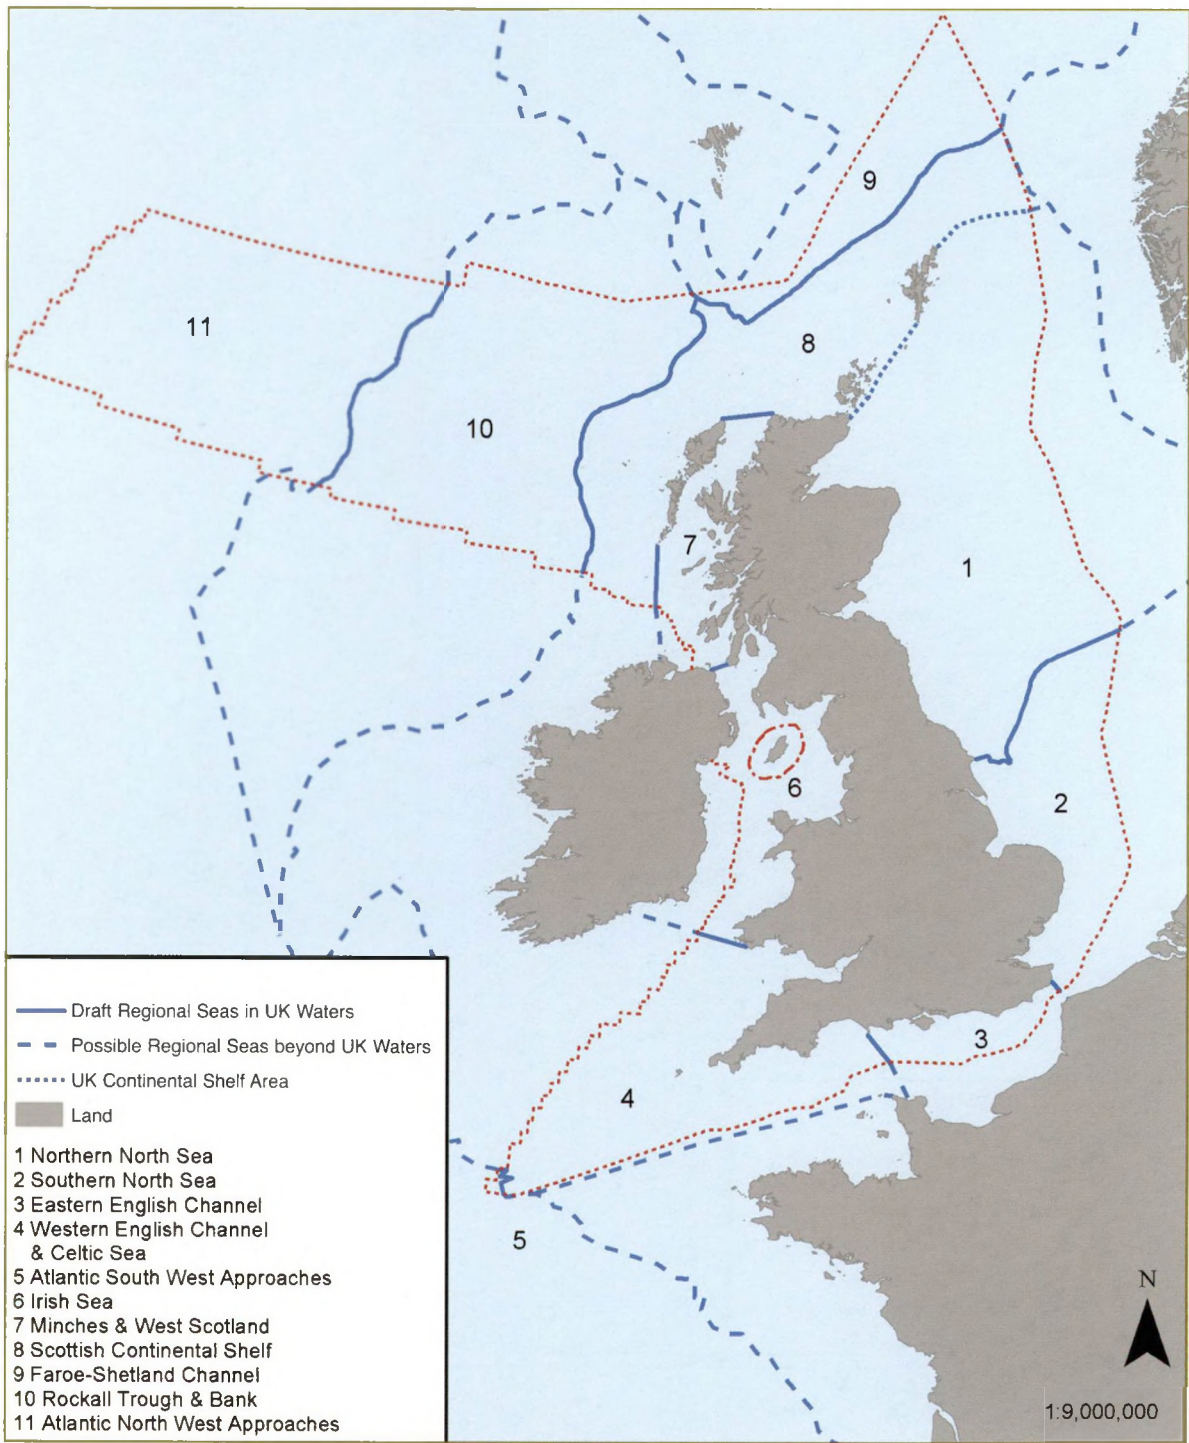 9
11
8
10
7
1
6
2
3
4
5
Draft Regional Seas in UK Waters
Possible Regional Seas beyond UK Waters
UK Continental Shelf Area
Land
1 Northern North Sea
2 Southern North Sea
3 Eastern English Channel
4 Western English Channel
& Celtic Sea
5 Atlantic South West Approaches
6 Irish Sea
7 Minches & West Scotland
8 Scottish Continental Shelf
9 Faroe-Shetland Channel
10 Rockall Trough & Bank
11 Atlantic North West Approaches
N
1:9,000,000